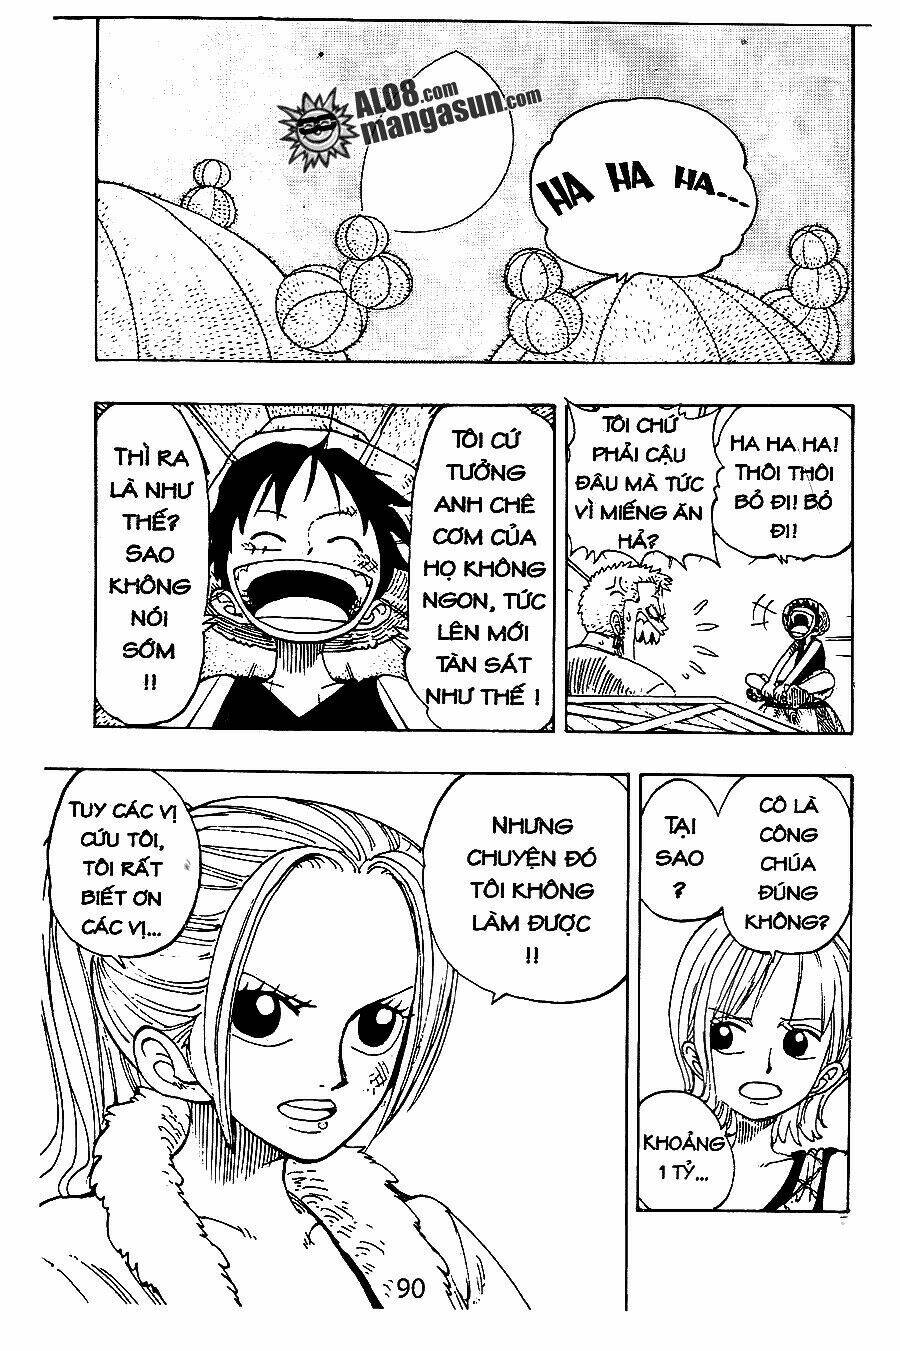 AL08.com
mangasun.com
HA HA HA...
HA HA HA!
THÔI THÔI
BỎ ĐI! BỎ
ĐI!
TÔI CHỨ
PHẢI CẬU
ĐÂU MÀ TỨC
VÌ MIẾNG ĂN
HẢ?
TÔI CỨ
TƯỞNG
ANH CHÊ
CƠM CỦA
HỌ KHÔNG
NGON, TỨC
LÊN MỚI
TÀN SÁT
NHƯ THẾ !
THÌ RA
LÀ NHƯ
THẾ?
SAO
KHÔNG
NÓI
SỚM
!!
CÔ LÀ
CÔNG
CHÚA
ĐÚNG
KHÔNG?
TẠI
SAO
?
KHOẢNG
1 TỶ...
NHƯNG
CHUYỆN ĐÓ
TÔI KHÔNG
LÀM ĐƯỢC
!!
TUY CÁC VỊ
CỨU TÔI,
TÔI RẤT
BIẾT ƠN
CÁC VỊ...
90